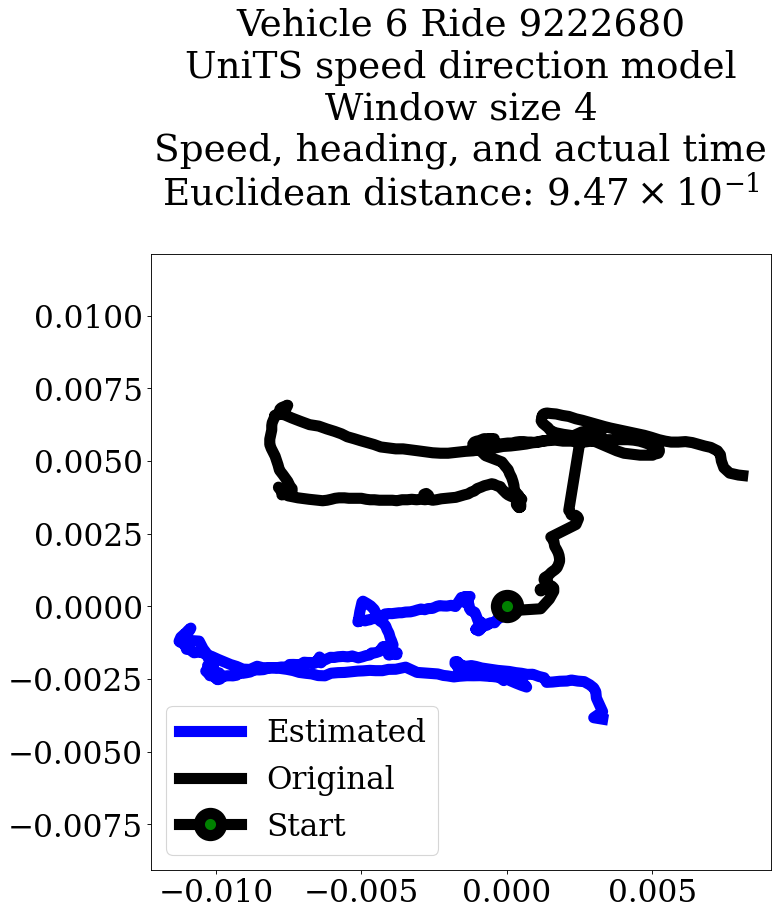 Vehicle 6 Ride 9222680
UniTS speed direction model
Window size 4
Speed, heading, and actual time
Euclidean distance: 9.47 × 10⁻¹
0.0100
0.0075
0.0050
0.0025
0.0000
−0.0025
−0.0050
−0.0075
Estimated
Original
Start
−0.010
−0.005
0.000
0.005